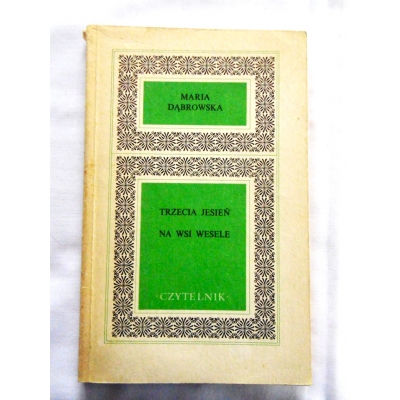 MARIA
DĄBROWSKA
TRZECIA JESIEŃ
NA WSI WESELE
·CZYTELNIK·